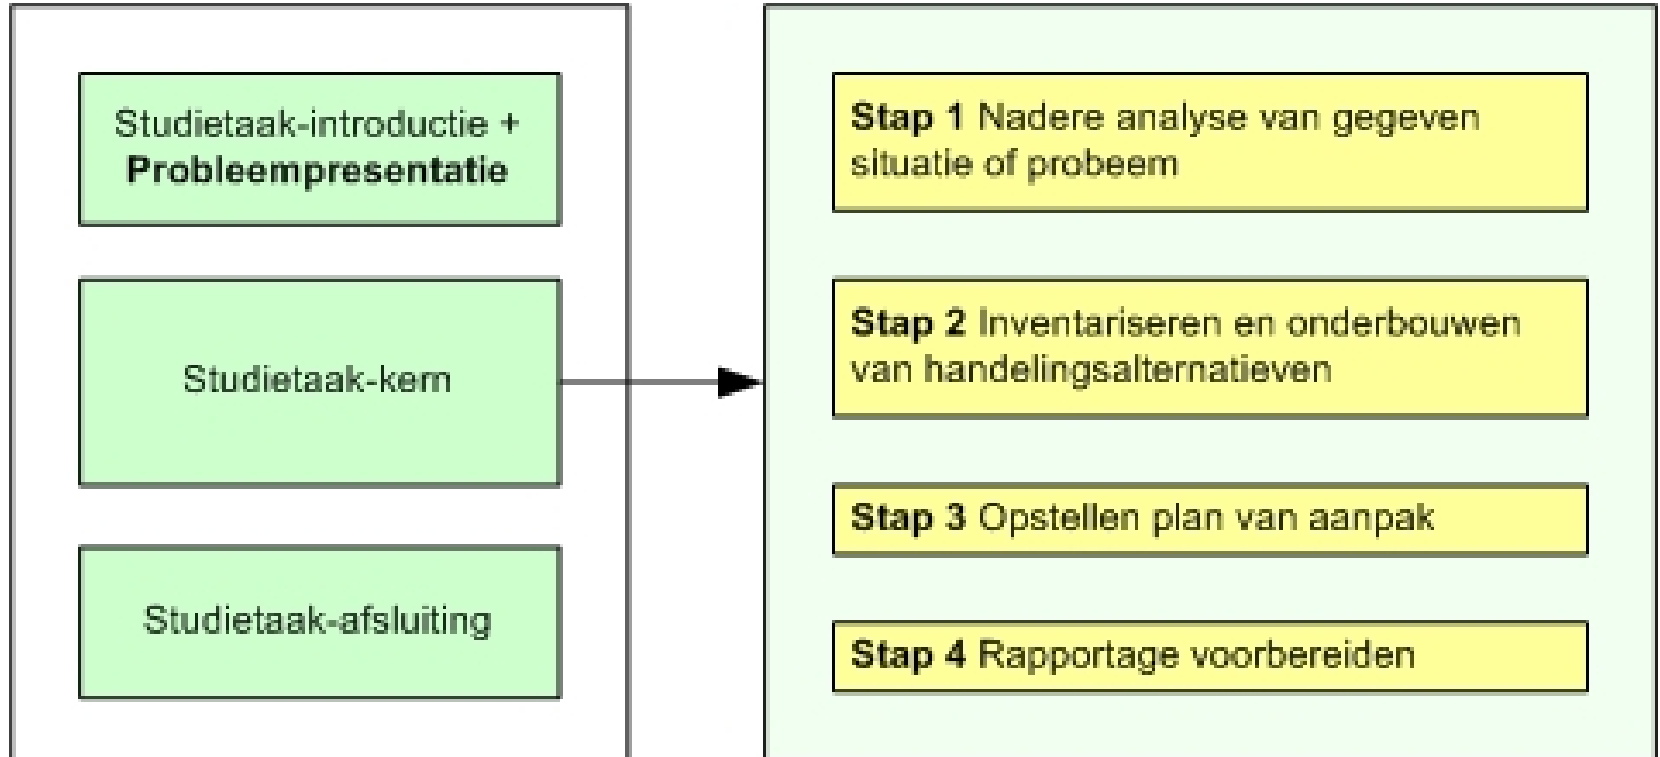 Studietaak-introductie +
Probleempresentatie
Studietaak-kern
Studietaak-afsluiting
Stap 1 Nadere analyse van gegeven
situatie of probeem
Stap 2 Inventariseren en onderbouwen
van handelingsalternatieven
Stap 3 Opstellen plan van aanpak
Stap 4 Rapportage voorbereiden